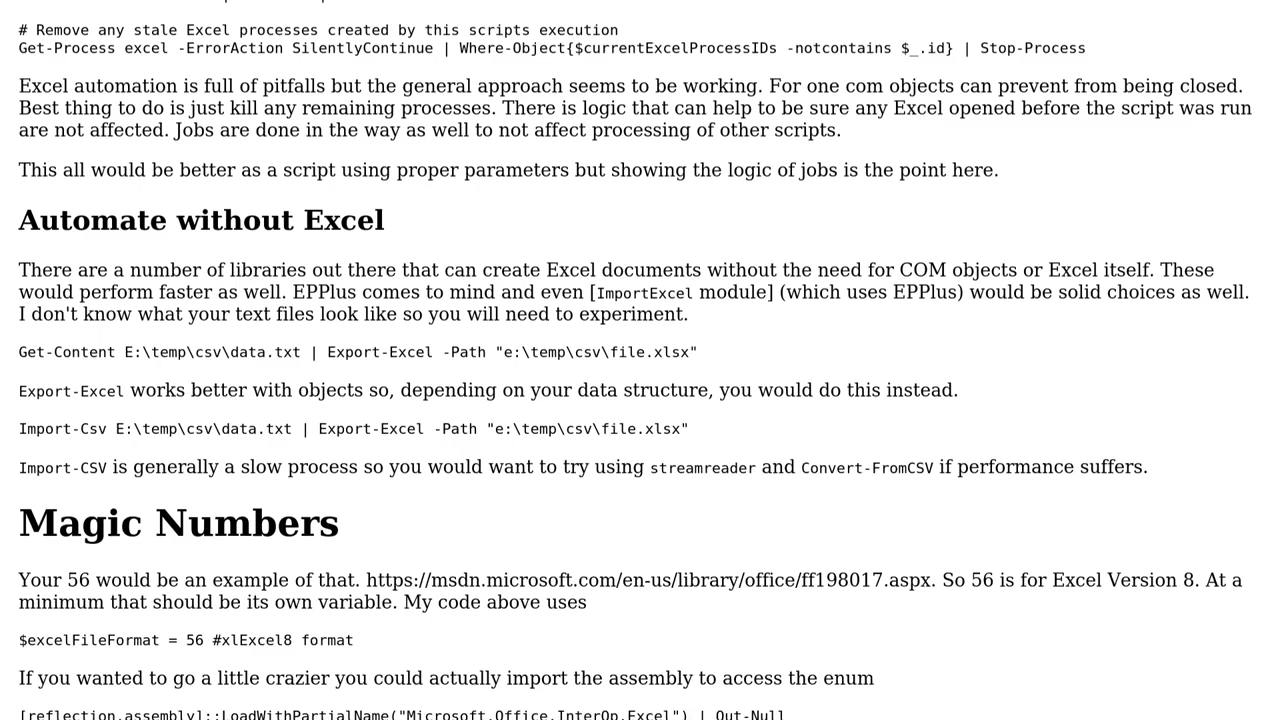 # Remove any stale Excel processes created by this scripts execution
Get-Process excel -ErrorAction SilentlyContinue | Where-Object{$currentExcelProcessIDs -notcontains $_.id} | Stop-Process
Excel automation is full of pitfalls but the general approach seems to be working. For one com objects can prevent from being closed.
Best thing to do is just kill any remaining processes. There is logic that can help to be sure any Excel opened before the script was run
are not affected. Jobs are done in the way as well to not affect processing of other scripts.
This all would be better as a script using proper parameters but showing the logic of jobs is the point here.
Automate without Excel
There are a number of libraries out there that can create Excel documents without the need for COM objects or Excel itself. These
would perform faster as well. EPPlus comes to mind and even [ImportExcel module] (which uses EPPlus) would be solid choices as well.
I don't know what your text files look like so you will need to experiment.
Get-Content E:\temp\csv\data.txt | Export-Excel -Path "e:\temp\csv\file.xlsx"
Export-Excel works better with objects so, depending on your data structure, you would do this instead.
Import-Csv E:\temp\csv\data.txt | Export-Excel -Path "e:\temp\csv\file.xlsx"
Import-CSV is generally a slow process so you would want to try using streamreader and Convert-FromCSV if performance suffers.
Magic Numbers
Your 56 would be an example of that. https://msdn.microsoft.com/en-us/library/office/ff198017.aspx. So 56 is for Excel Version 8. At a
minimum that should be its own variable. My code above uses
$excelFileFormat = 56 #xlExcel8 format
If you wanted to go a little crazier you could actually import the assembly to access the enum
[reflection.assembly]::LoadWithPartialName("Microsoft.Office.InterOp.Excel") | Out-Null